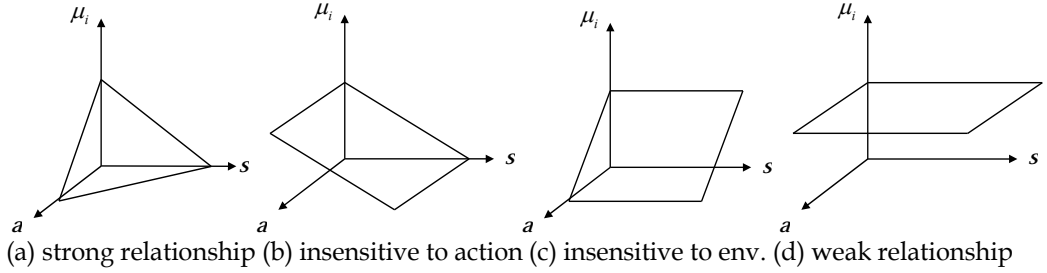 μi μi μi μi
s s s s
a a a a
(a) strong relationship (b) insensitive to action (c) insensitive to env. (d) weak relationship